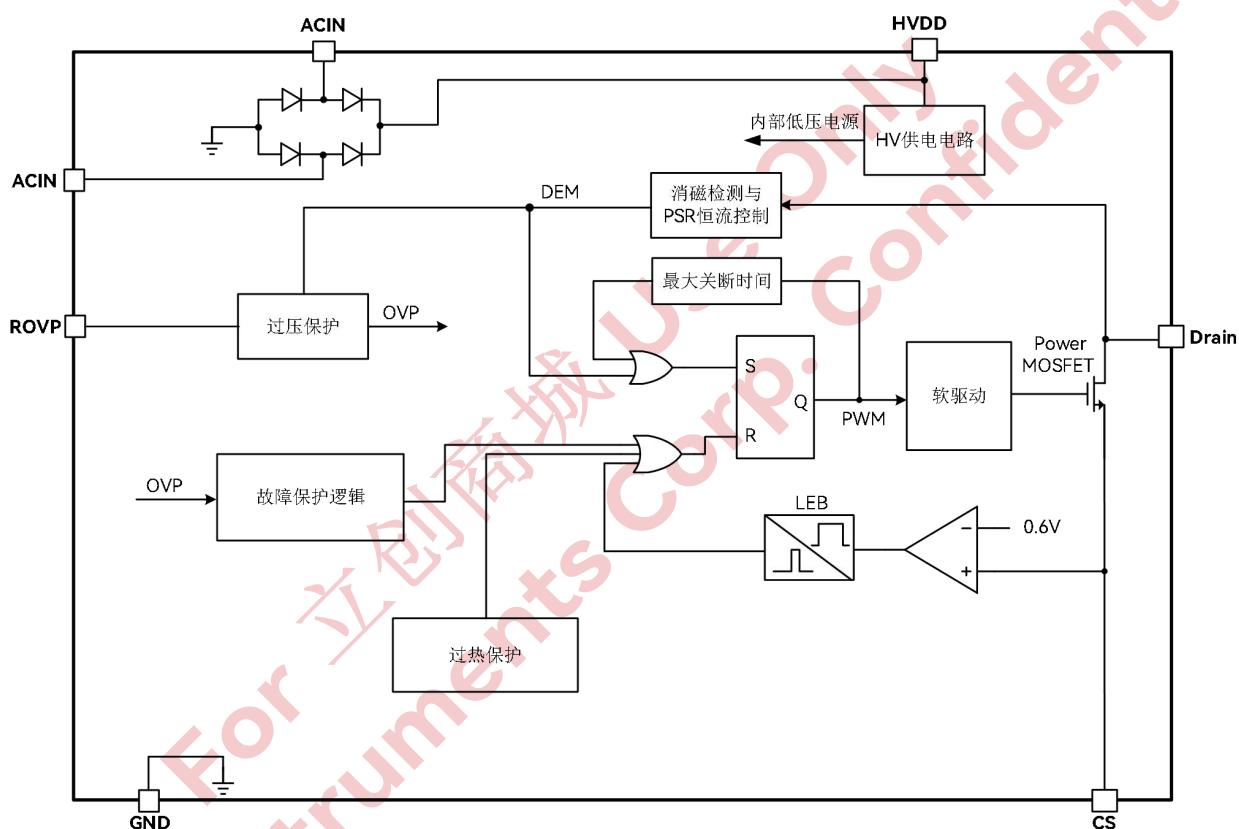 ACIN
HVDD
内部低压电源
HV供电电路
ACIN
DEM
消磁检测与
PSR恒流控制
最大关断时间
ROVP
过压保护
OVP
Power
MOSFET
Drain
S
Q
R
PWM
软驱动
OVP
故障保护逻辑
LEB
-
0.6V
+
过热保护
GND
CS
For 立创商城 Use Only
truments Corp. Confident